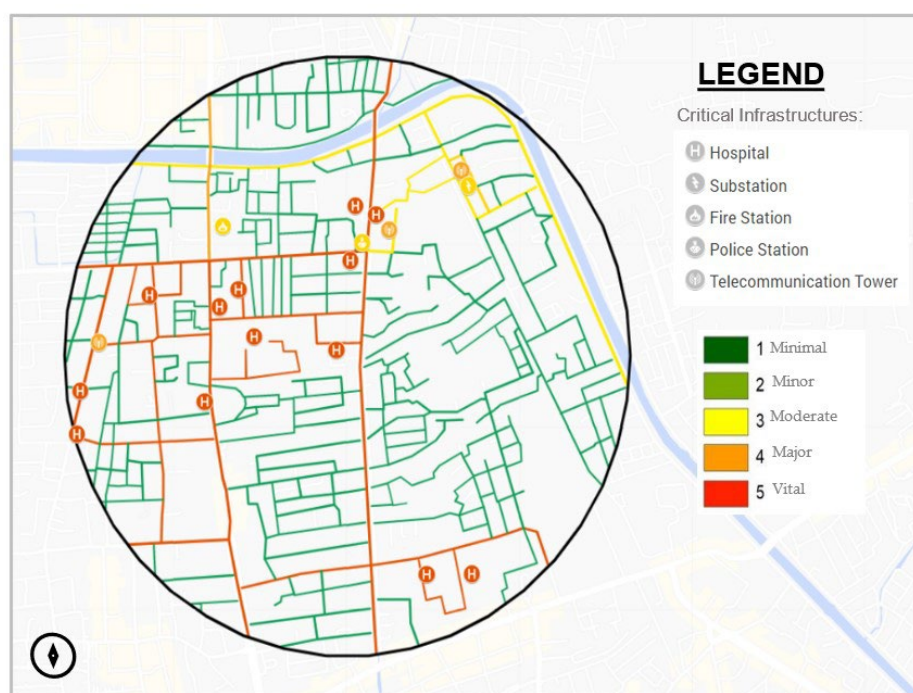 LEGEND
Critical Infrastructures:
H Hospital
Substation
Fire Station
Police Station
Telecommunication Tower
1 Minimal
2 Minor
3 Moderate
4 Major
5 Vital
H
H
H
H
H
H
H
H
H
H
H
H
H